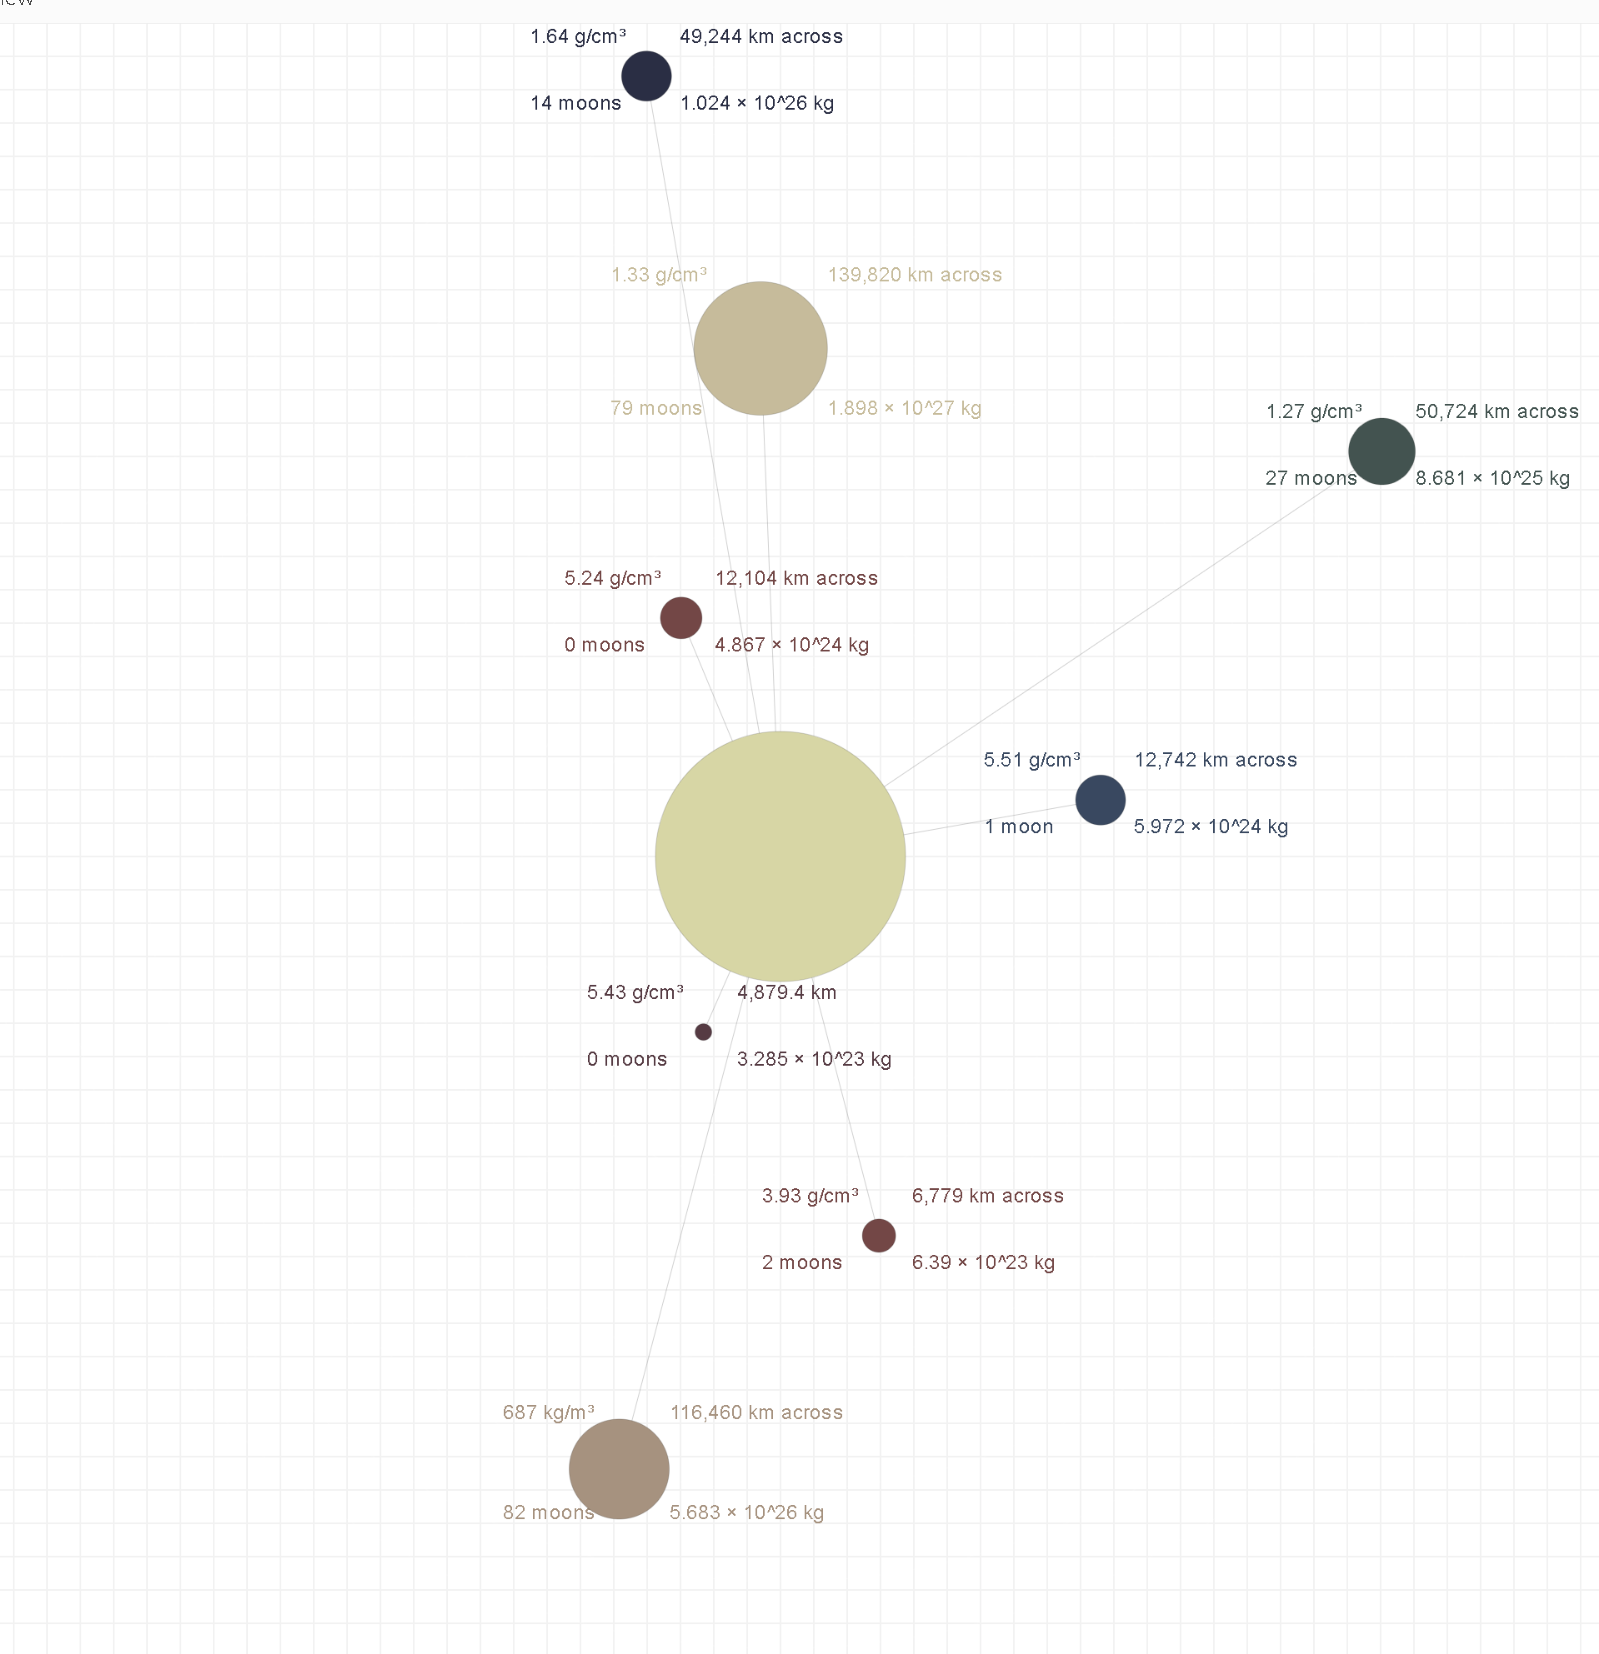 1.64 g/cm³
49,244 km across
14 moons
1.024 × 10^26 kg
1.33 g/cm³
139,820 km across
79 moons
1.898 × 10^27 kg
1.27 g/cm³
50,724 km across
27 moons
8.681 × 10^25 kg
5.24 g/cm³
12,104 km across
0 moons
4.867 × 10^24 kg
5.51 g/cm³
12,742 km across
1 moon
5.972 × 10^24 kg
5.43 g/cm³
4,879.4 km
0 moons
3.285 × 10^23 kg
3.93 g/cm³
6,779 km across
2 moons
6.39 × 10^23 kg
687 kg/m³
116,460 km across
82 moons
5.683 × 10^26 kg